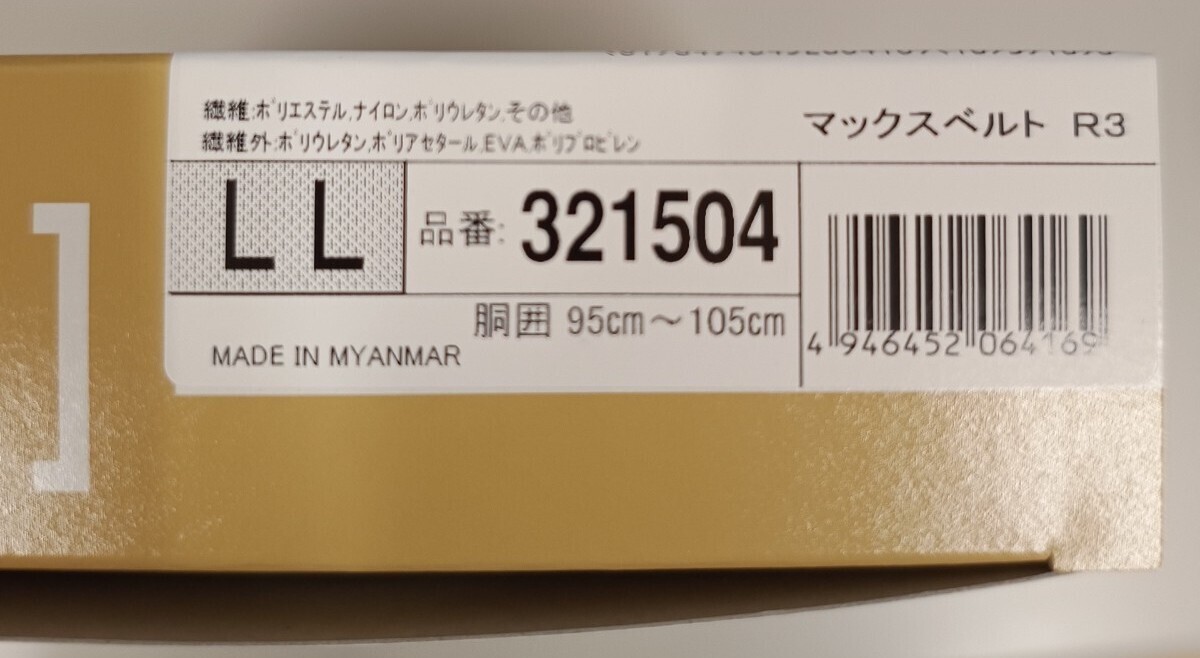 繊維:ポリエステル,ナイロン,ポリウレタン,その他
繊維外:ポリウレタン,ポリアセタール,EVA,ポリプロピレン
マックスベルト R3
LL
品番: 321504
胴囲 95cm～105cm
MADE IN MYANMAR
4 946452 064169
]